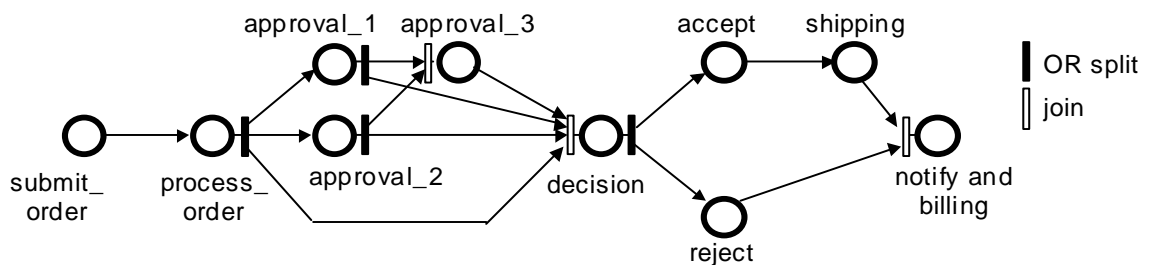 approval_1
approval_3
accept
shipping
OR split
join
submit_
order
process_
order
approval_2
decision
notify and
billing
reject